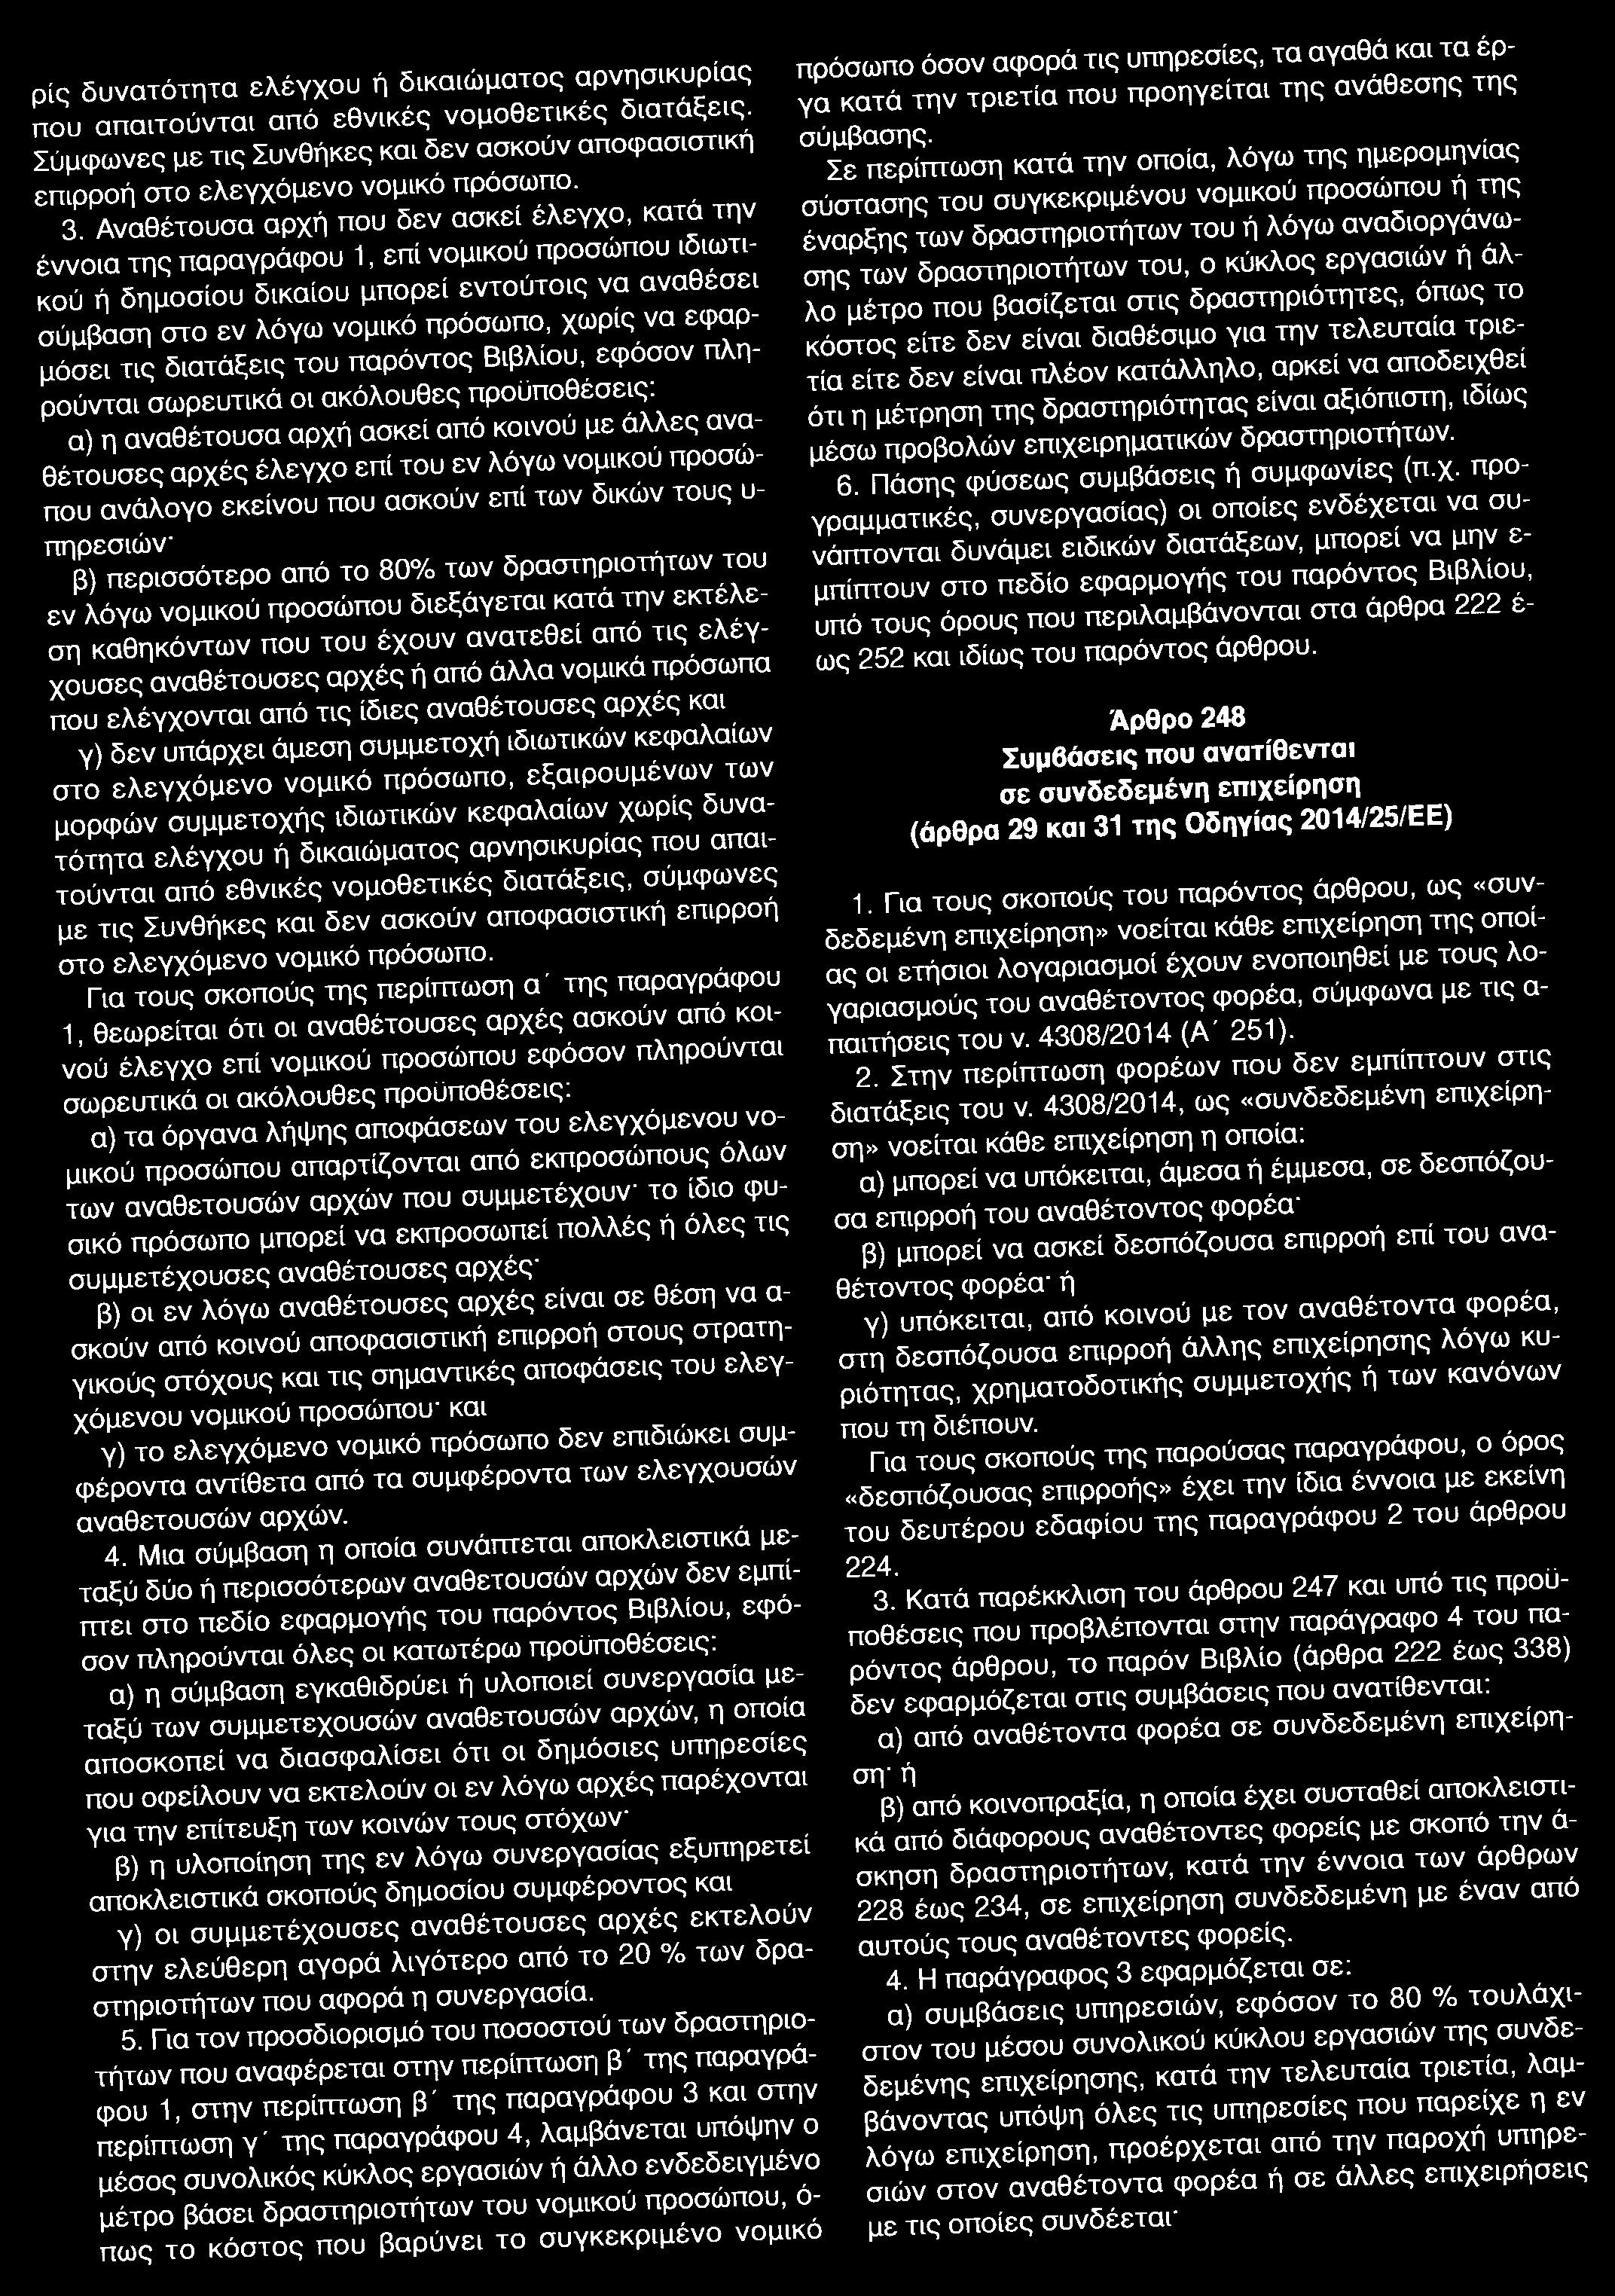 ρίς δυνατότητα ελέγχου ή δικαιώματος αρνησικυρίας
που απαιτούνται από εθνικές νομοθετικές διατάξεις.
Σύμφωνες με τις Συνθήκες και δεν ασκούν αποφασιστική
επιρροή στο ελεγχόμενο νομικό πρόσωπο.
3. Αναθέτουσα αρχή που δεν ασκεί έλεγχο, κατά την
έννοια της παραγράφου 1, επί νομικού προσώπου ιδιωτι-
κού ή δημοσίου δικαίου μπορεί εντούτοις να αναθέσει
σύμβαση στο εν λόγω νομικό πρόσωπο, χωρίς να εφαρ-
μόσει τις διατάξεις του παρόντος Βιβλίου, εφόσον πλη-
ρούνται σωρευτικά οι ακόλουθες προϋποθέσεις:
α) η αναθέτουσα αρχή ασκεί από κοινού με άλλες ανα-
θέτουσες αρχές έλεγχο επί του εν λόγω νομικού προσώ-
που ανάλογο εκείνου που ασκούν επί των δικών τους υ-
πηρεσιών·
β) περισσότερο από το 80% των δραστηριοτήτων του
εν λόγω νομικού προσώπου διεξάγεται κατά την εκτέλε-
ση καθηκόντων που του έχουν ανατεθεί από τις ελέγ-
χουσες αναθέτουσες αρχές ή από άλλα νομικά πρόσωπα
που ελέγχονται από τις ίδιες αναθέτουσες αρχές και
γ) δεν υπάρχει άμεση συμμετοχή ιδιωτικών κεφαλαίων
στο ελεγχόμενο νομικό πρόσωπο, εξαιρουμένων των
μορφών συμμετοχής ιδιωτικών κεφαλαίων χωρίς δυνα-
τότητα ελέγχου ή δικαιώματος αρνησικυρίας που απαι-
τούνται από εθνικές νομοθετικές διατάξεις, σύμφωνες
με τις Συνθήκες και δεν ασκούν αποφασιστική επιρροή
στο ελεγχόμενο νομικό πρόσωπο.
Για τους σκοπούς της περίπτωση α΄ της παραγράφου
1, θεωρείται ότι οι αναθέτουσες αρχές ασκούν από κοι-
νού έλεγχο επί νομικού προσώπου εφόσον πληρούνται
σωρευτικά οι ακόλουθες προϋποθέσεις:
α) τα όργανα λήψης αποφάσεων του ελεγχόμενου νο-
μικού προσώπου απαρτίζονται από εκπροσώπους όλων
των αναθετουσών αρχών που συμμετέχουν· το ίδιο φυ-
σικό πρόσωπο μπορεί να εκπροσωπεί πολλές ή όλες τις
συμμετέχουσες αναθέτουσες αρχές·
β) οι εν λόγω αναθέτουσες αρχές είναι σε θέση να α-
σκούν από κοινού αποφασιστική επιρροή στους στρατη-
γικούς στόχους και τις σημαντικές αποφάσεις του ελεγ-
χόμενου νομικού προσώπου· και
γ) το ελεγχόμενο νομικό πρόσωπο δεν επιδιώκει συμ-
φέροντα αντίθετα από τα συμφέροντα των ελεγχουσών
αναθετουσών αρχών.
4. Μια σύμβαση η οποία συνάπτεται αποκλειστικά με-
ταξύ δύο ή περισσότερων αναθετουσών αρχών δεν εμπί-
πτει στο πεδίο εφαρμογής του παρόντος Βιβλίου, εφό-
σον πληρούνται όλες οι κατωτέρω προϋποθέσεις:
α) η σύμβαση εγκαθιδρύει ή υλοποιεί συνεργασία με-
ταξύ των συμμετεχουσών αναθετουσών αρχών, η οποία
αποσκοπεί να διασφαλίσει ότι οι δημόσιες υπηρεσίες
που οφείλουν να εκτελούν οι εν λόγω αρχές παρέχονται
για την επίτευξη των κοινών τους στόχων·
β) η υλοποίηση της εν λόγω συνεργασίας εξυπηρετεί
αποκλειστικά σκοπούς δημοσίου συμφέροντος και
γ) οι συμμετέχουσες αναθέτουσες αρχές εκτελούν
στην ελεύθερη αγορά λιγότερο από το 20 % των δρα-
στηριοτήτων που αφορά η συνεργασία.
5. Για τον προσδιορισμό του ποσοστού των δραστηριο-
τήτων που αναφέρεται στην περίπτωση β΄ της παραγρά-
φου 1, στην περίπτωση β΄ της παραγράφου 3 και στην
περίπτωση γ΄ της παραγράφου 4, λαμβάνεται υπόψην ο
μέσος συνολικός κύκλος εργασιών ή άλλο ενδεδειγμένο
μέτρο βάσει δραστηριοτήτων του νομικού προσώπου, ό-
πως το κόστος που βαρύνει το συγκεκριμένο νομικό
πρόσωπο όσον αφορά τις υπηρεσίες, τα αγαθά και τα έρ-
γα κατά την τριετία που προηγείται της ανάθεσης της
σύμβασης.
Σε περίπτωση κατά την οποία, λόγω της ημερομηνίας
σύστασης του συγκεκριμένου νομικού προσώπου ή της
έναρξης των δραστηριοτήτων του ή λόγω αναδιοργάνω-
σης των δραστηριοτήτων του, ο κύκλος εργασιών ή άλ-
λο μέτρο που βασίζεται στις δραστηριότητες, όπως το
κόστος είτε δεν είναι διαθέσιμο για την τελευταία τριε-
τία είτε δεν είναι πλέον κατάλληλο, αρκεί να αποδειχθεί
ότι η μέτρηση της δραστηριότητας είναι αξιόπιστη, ιδίως
μέσω προβολών επιχειρηματικών δραστηριοτήτων.
6. Πάσης φύσεως συμβάσεις ή συμφωνίες (π.χ. προ-
γραμματικές, συνεργασίας) οι οποίες ενδέχεται να συ-
νάπτονται δυνάμει ειδικών διατάξεων, μπορεί να μην ε-
μπίπτουν στο πεδίο εφαρμογής του παρόντος Βιβλίου,
υπό τους όρους που περιλαμβάνονται στα άρθρα 222 έ-
ως 252 και ιδίως του παρόντος άρθρου.
Άρθρο 248
Συμβάσεις που ανατίθενται
σε συνδεδεμένη επιχείρηση
(άρθρα 29 και 31 της Οδηγίας 2014/25/ΕΕ)
1. Για τους σκοπούς του παρόντος άρθρου, ως «συν-
δεδεμένη επιχείρηση» νοείται κάθε επιχείρηση της οποί-
ας οι ετήσιοι λογαριασμοί έχουν ενοποιηθεί με τους λο-
γαριασμούς του αναθέτοντος φορέα, σύμφωνα με τις α-
παιτήσεις του ν. 4308/2014 (Α΄ 251).
2. Στην περίπτωση φορέων που δεν εμπίπτουν στις
διατάξεις του ν. 4308/2014, ως «συνδεδεμένη επιχείρη-
ση» νοείται κάθε επιχείρηση η οποία:
α) μπορεί να υπόκειται, άμεσα ή έμμεσα, σε δεσπόζου-
σα επιρροή του αναθέτοντος φορέα·
β) μπορεί να ασκεί δεσπόζουσα επιρροή επί του ανα-
θέτοντος φορέα· ή
γ) υπόκειται, από κοινού με τον αναθέτοντα φορέα,
στη δεσπόζουσα επιρροή άλλης επιχείρησης λόγω κυ-
ριότητας, χρηματοδοτικής συμμετοχής ή των κανόνων
που τη διέπουν.
Για τους σκοπούς της παρούσας παραγράφου, ο όρος
«δεσπόζουσας επιρροής» έχει την ίδια έννοια με εκείνη
του δευτέρου εδαφίου της παραγράφου 2 του άρθρου
224.
3. Κατά παρέκκλιση του άρθρου 247 και υπό τις προϋ-
ποθέσεις που προβλέπονται στην παράγραφο 4 του πα-
ρόντος άρθρου, το παρόν Βιβλίο (άρθρα 222 έως 338)
δεν εφαρμόζεται στις συμβάσεις που ανατίθενται:
α) από αναθέτοντα φορέα σε συνδεδεμένη επιχείρη-
ση· ή
β) από κοινοπραξία, η οποία έχει συσταθεί αποκλειστι-
κά από διάφορους αναθέτοντες φορείς με σκοπό την ά-
σκηση δραστηριοτήτων, κατά την έννοια των άρθρων
228 έως 234, σε επιχείρηση συνδεδεμένη με έναν από
αυτούς τους αναθέτοντες φορείς.
4. Η παράγραφος 3 εφαρμόζεται σε:
α) συμβάσεις υπηρεσιών, εφόσον το 80 % τουλάχι-
στον του μέσου συνολικού κύκλου εργασιών της συνδε-
δεμένης επιχείρησης, κατά την τελευταία τριετία, λαμ-
βάνοντας υπόψη όλες τις υπηρεσίες που παρείχε η εν
λόγω επιχείρηση, προέρχεται από την παροχή υπηρε-
σιών στον αναθέτοντα φορέα ή σε άλλες επιχειρήσεις
με τις οποίες συνδέεται·